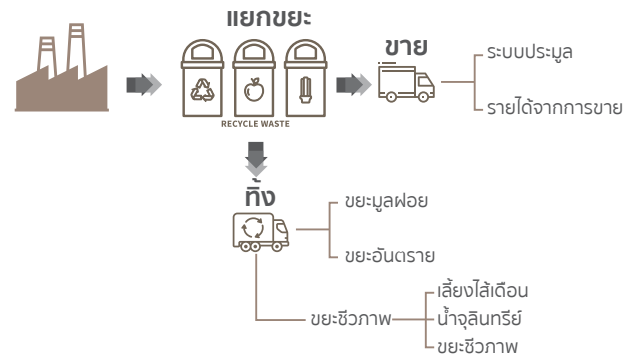 แยกขยะ
ขาย
ระบบประมูล
รายได้จากการขาย
RECYCLE WASTE
ทิ้ง
ขยะมูลฝอย
ขยะอันตราย
ขยะชีวภาพ
เลี้ยงไส้เดือน
น้ำจุลินทรีย์
ขยะชีวภาพ